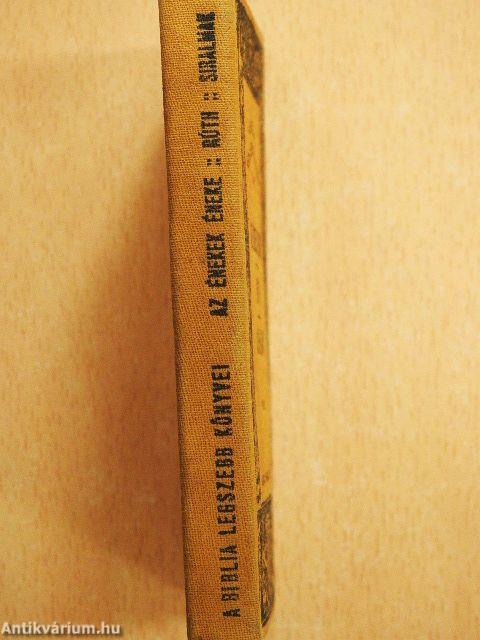 A BIBLIA LEGSZEBB KÖNYVEI AZ ÉNEKEK ÉNEKE :: RÚTH :: SIRALMAK
Antikvárium.hu